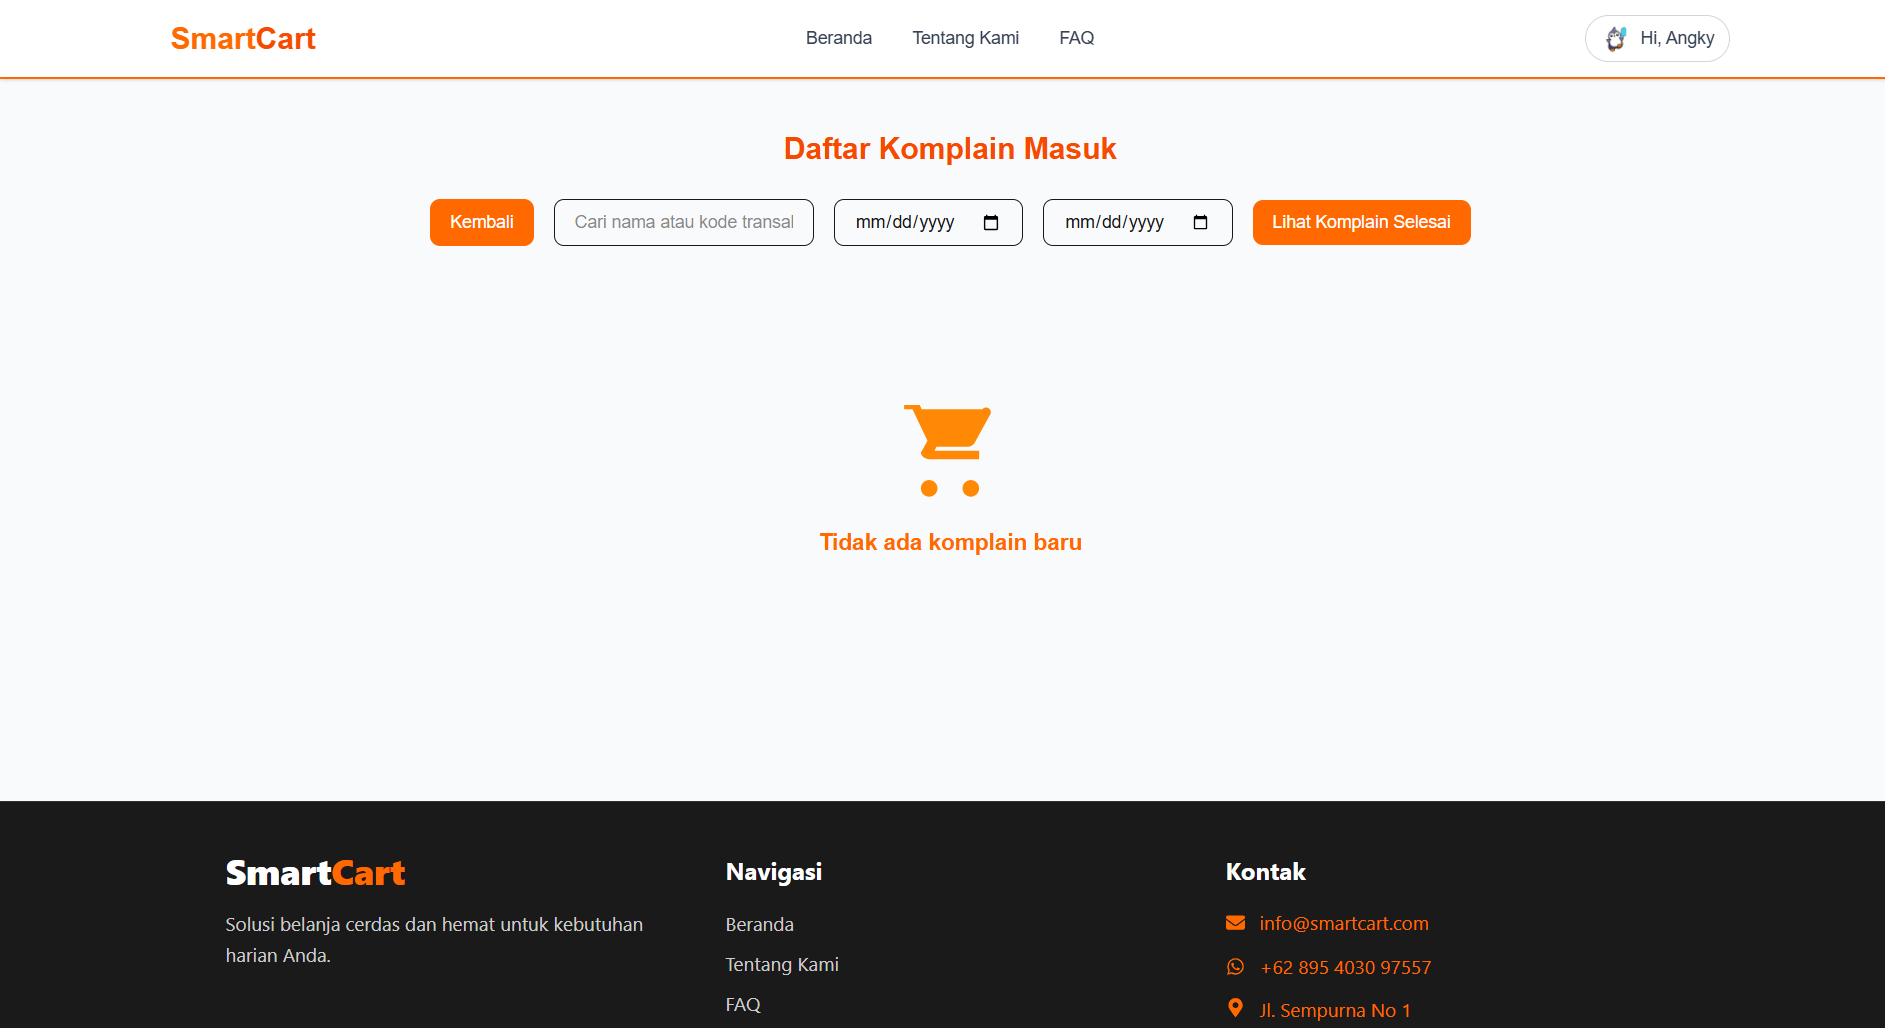 SmartCart
Beranda
Tentang Kami
FAQ
Hi, Angky
Daftar Komplain Masuk
Kembali
Cari nama atau kode transal
mm/dd/yyyy
mm/dd/yyyy
Lihat Komplain Selesai
Tidak ada komplain baru
SmartCart
Solusi belanja cerdas dan hemat untuk kebutuhan
harian Anda.
Navigasi
Beranda
Tentang Kami
FAQ
Kontak
info@smartcart.com
+62 895 4030 97557
Jl. Sempurna No 1